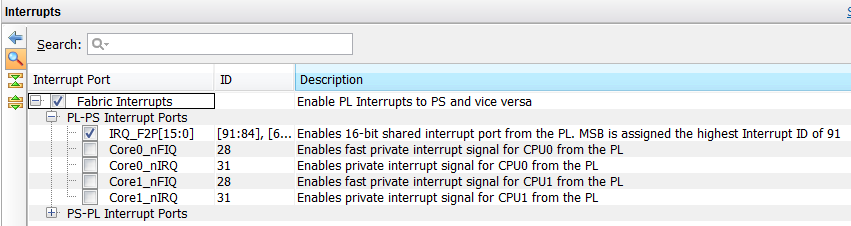 Interrupts
Search:
Interrupt Port ID Description
Fabric Interrupts Enable PL Interrupts to PS and vice versa
PL-PS Interrupt Ports
IRQ_F2P[15:0] [91:84], [6... Enables 16-bit shared interrupt port from the PL. MSB is assigned the highest Interrupt ID of 91
Core0_nFIQ 28 Enables fast private interrupt signal for CPU0 from the PL
Core0_nIRQ 31 Enables private interrupt signal for CPU0 from the PL
Core1_nFIQ 28 Enables fast private interrupt signal for CPU1 from the PL
Core1_nIRQ 31 Enables private interrupt signal for CPU1 from the PL
PS-PL Interrupt Ports